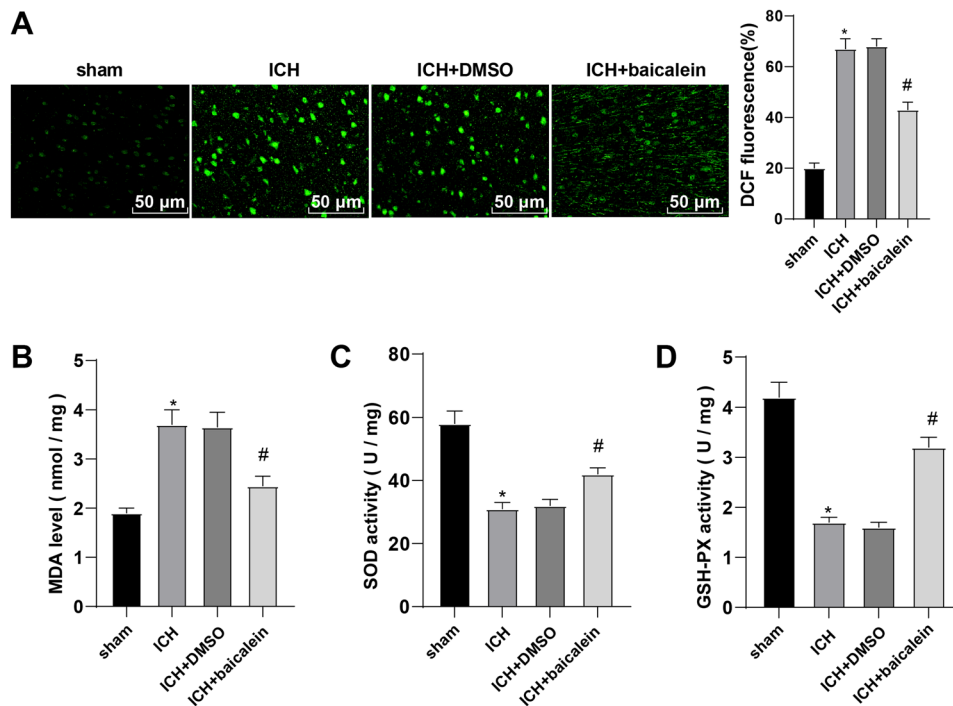 A
sham
ICH
ICH+DMSO
ICH+baicalein
50 µm
50 µm
50 µm
50 µm
DCF fluorescence(%)
80
60
40
20
0
*
#
sham
ICH
ICH+DMSO
ICH+baicalein
B
MDA level ( nmol / mg )
5
4
3
2
1
0
*
#
sham
ICH
ICH+DMSO
ICH+baicalein
C
SOD activity ( U / mg )
80
60
40
20
0
*
#
sham
ICH
ICH+DMSO
ICH+baicalein
D
GSH-PX activity ( U / mg )
5
4
3
2
1
0
*
#
sham
ICH
ICH+DMSO
ICH+baicalein